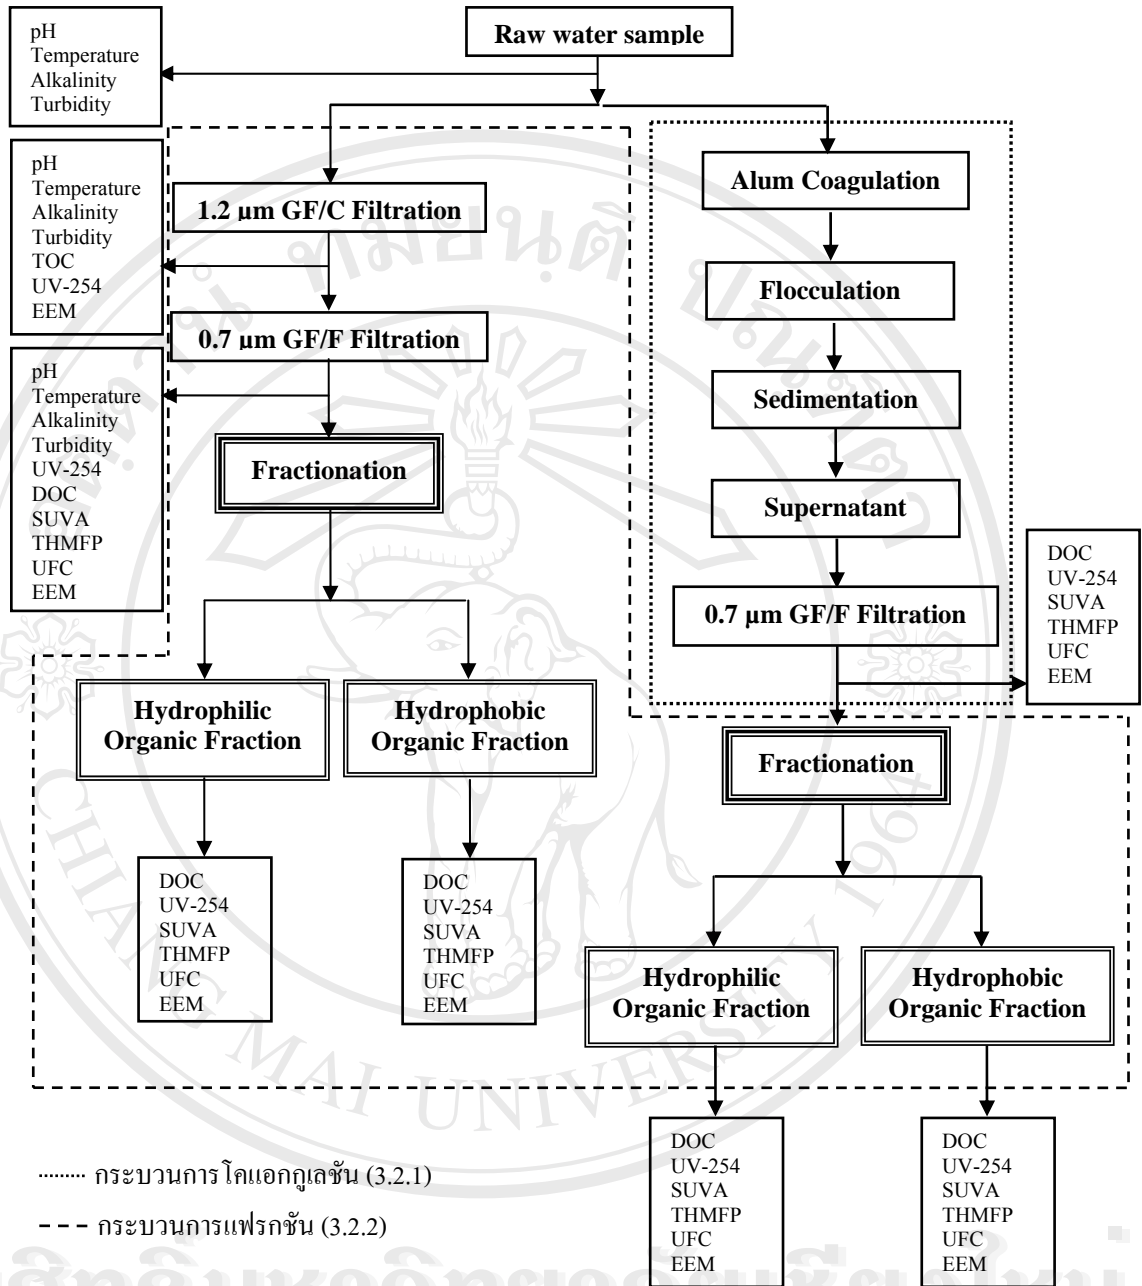 Raw water sample
pH
Temperature
Alkalinity
Turbidity
pH
Temperature
Alkalinity
Turbidity
TOC
UV-254
EEM
1.2 µm GF/C Filtration
0.7 µm GF/F Filtration
pH
Temperature
Alkalinity
Turbidity
UV-254
DOC
SUVA
THMFP
UFC
EEM
Fractionation
Hydrophilic
Organic Fraction
Hydrophobic
Organic Fraction
DOC
UV-254
SUVA
THMFP
UFC
EEM
DOC
UV-254
SUVA
THMFP
UFC
EEM
Alum Coagulation
Flocculation
Sedimentation
Supernatant
0.7 µm GF/F Filtration
DOC
UV-254
SUVA
THMFP
UFC
EEM
Fractionation
Hydrophilic
Organic Fraction
Hydrophobic
Organic Fraction
DOC
UV-254
SUVA
THMFP
UFC
EEM
DOC
UV-254
SUVA
THMFP
UFC
EEM
กระบวนการโคแอกกูเลชัน (3.2.1)
กระบวนการแฟรกชัน (3.2.2)
CHIANG MAI UNIVERSITY 1964